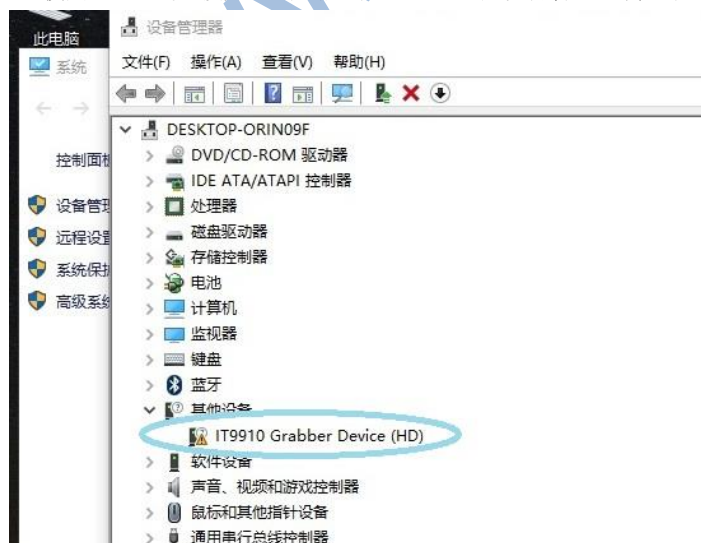 此电脑
设备管理器
系统
文件(F) 操作(A) 查看(V) 帮助(H)
DESKTOP-ORIN09F
DVD/CD-ROM 驱动器
控制面
IDE ATA/ATAPI 控制器
处理器
设备管
磁盘驱动器
远程设
存储控制器
系统保
电池
高级系
计算机
监视器
键盘
蓝牙
其他设备
IT9910 Grabber Device (HD)
软件设备
声音、视频和游戏控制器
鼠标和其他指针设备
通用串行总线控制器